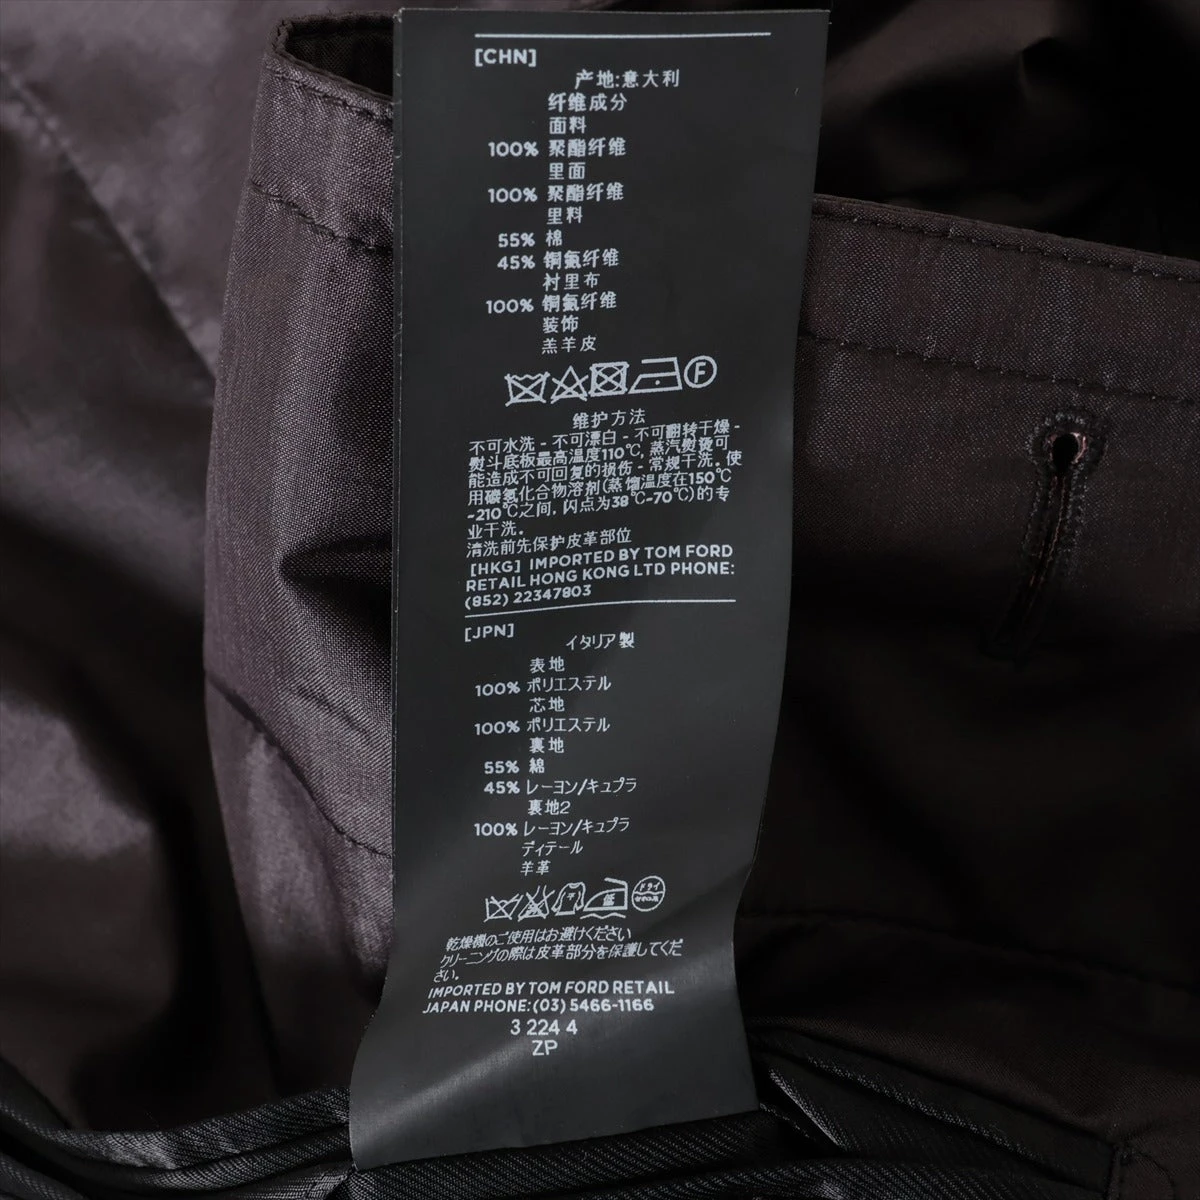 [CHN]
产地:意大利
纤维成分
面料
100% 聚酯纤维
里面
100% 聚酯纤维
里料
55% 棉
45% 铜氨纤维
衬里布
100% 铜氨纤维
装饰
羔羊皮
F
维护方法
不可水洗 - 不可漂白 - 不可翻转干燥 -
熨斗底板最高温度110℃, 蒸汽熨烫可
能造成不可回复的损伤 - 常规干洗. 使
用碳氢化合物溶剂(蒸馏温度在150℃
-210℃之间, 闪点为38℃-70℃)的专
业干洗.
清洗前先保护皮革部位
[HKG] IMPORTED BY TOM FORD
RETAIL HONG KONG LTD PHONE:
(852) 22347803
[JPN]
イタリア製
表地
100% ポリエステル
芯地
100% ポリエステル
裏地
55% 綿
45% レーヨン/キュプラ
裏地2
100% レーヨン/キュプラ
ディテール
羊革
低 ドライ
乾燥機のご使用はお避けください
クリーニングの際は皮革部分を保護してくだ
さい。
IMPORTED BY TOM FORD RETAIL
JAPAN PHONE:(03) 5466-1166
3 224 4
ZP